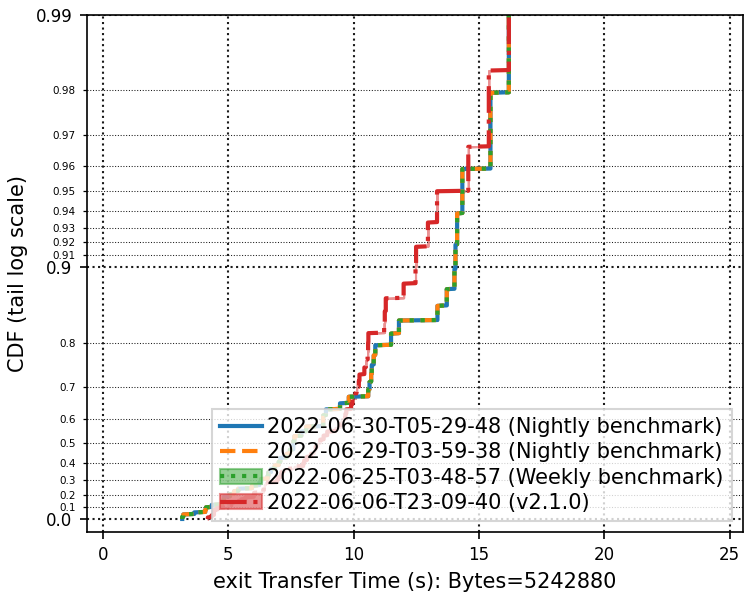 0.99
0.98
0.97
0.96
0.95
0.94
0.93
0.92
0.91
0.9
0.8
0.7
0.6
0.5
0.4
0.3
0.2
0.1
0.0
CDF (tail log scale)
2022-06-30-T05-29-48 (Nightly benchmark)
2022-06-29-T03-59-38 (Nightly benchmark)
2022-06-25-T03-48-57 (Weekly benchmark)
2022-06-06-T23-09-40 (v2.1.0)
0 5 10 15 20 25
exit Transfer Time (s): Bytes=5242880